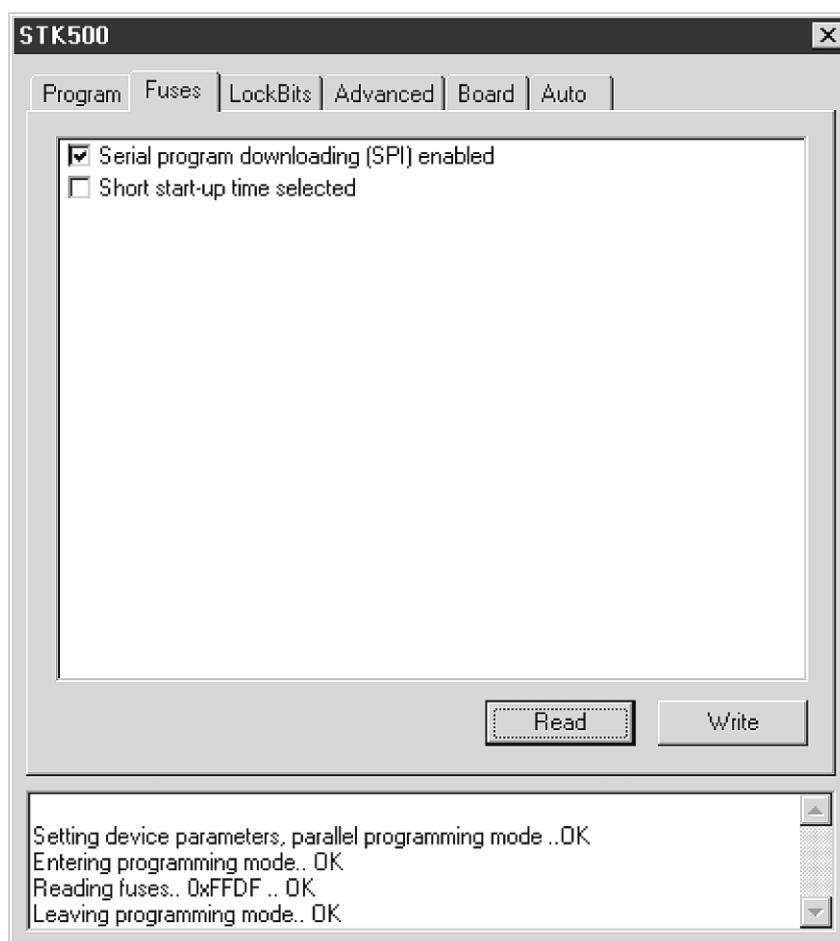 STK500
Program Fuses LockBits Advanced Board Auto
Serial program downloading (SPI) enabled
Short start-up time selected
Read Write
Setting device parameters, parallel programming mode ..OK
Entering programming mode.. OK
Reading fuses.. 0xFFDF .. OK
Leaving programming mode.. OK